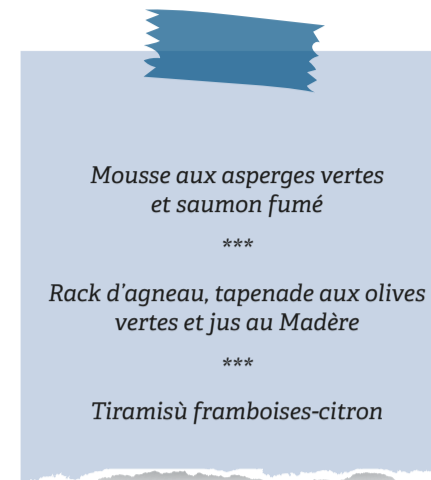 Mousse aux asperges vertes
et saumon fumé
***
Rack d'agneau, tapenade aux olives
vertes et jus au Madère
***
Tiramisù framboises-citron